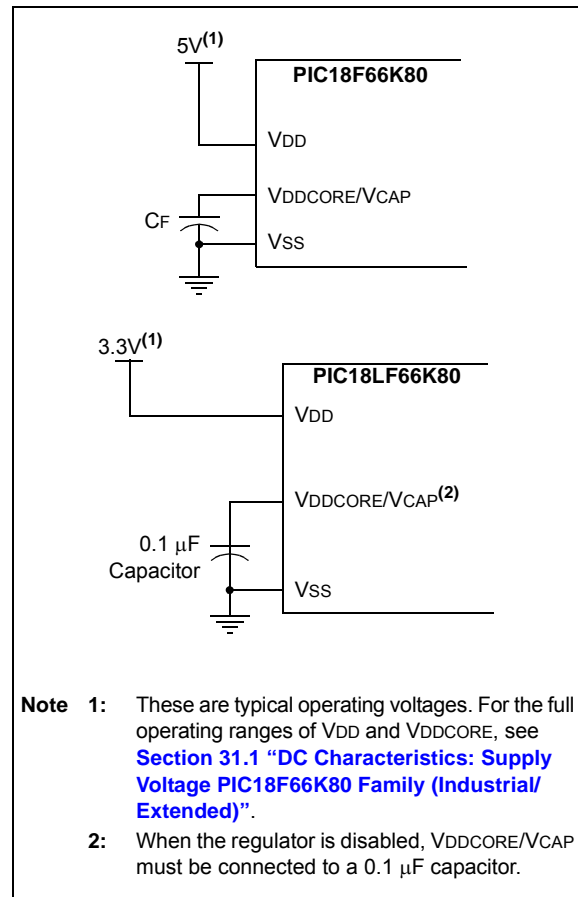 5V(1)
PIC18F66K80
VDD
VDDCORE/VCAP
CF
VSS
3.3V(1)
PIC18LF66K80
VDD
VDDCORE/VCAP(2)
0.1 μF
Capacitor
VSS
Note 1: These are typical operating voltages. For the full
operating ranges of VDD and VDDCORE, see
Section 31.1 “DC Characteristics: Supply
Voltage PIC18F66K80 Family (Industrial/
Extended)”.
2: When the regulator is disabled, VDDCORE/VCAP
must be connected to a 0.1 μF capacitor.